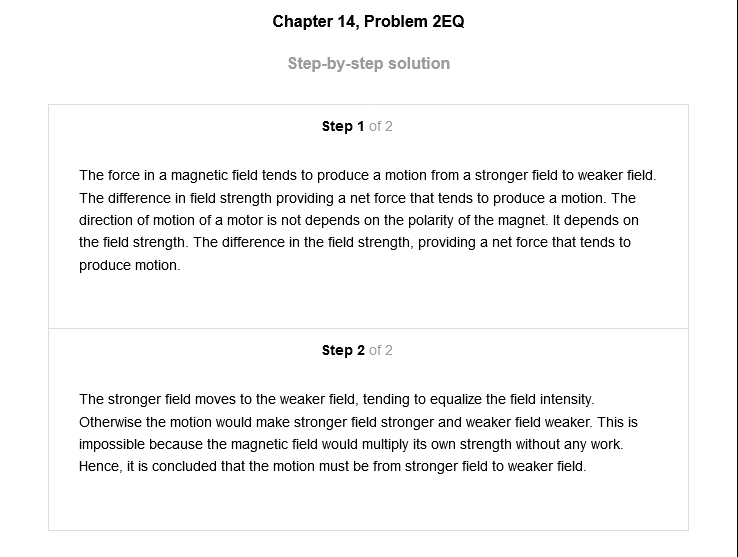 Chapter 14, Problem 2EQ
Step-by-step solution
Step 1 of 2
The force in a magnetic field tends to produce a motion from a stronger field to weaker field.
The difference in field strength providing a net force that tends to produce a motion. The
direction of motion of a motor is not depends on the polarity of the magnet. It depends on
the field strength. The difference in the field strength, providing a net force that tends to
produce motion.
Step 2 of 2
The stronger field moves to the weaker field, tending to equalize the field intensity.
Otherwise the motion would make stronger field stronger and weaker field weaker. This is
impossible because the magnetic field would multiply its own strength without any work.
Hence, it is concluded that the motion must be from stronger field to weaker field.